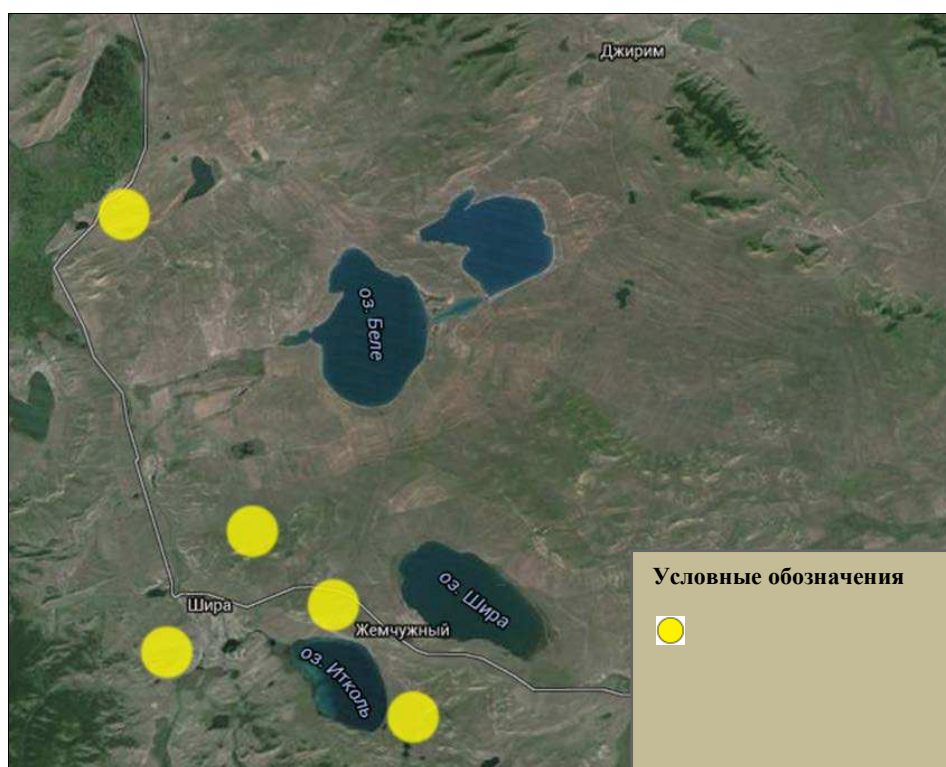 Джирим
оз. Беле
оз. Шира
Шира
Жемчужный
оз. Итколь
Условные обозначения